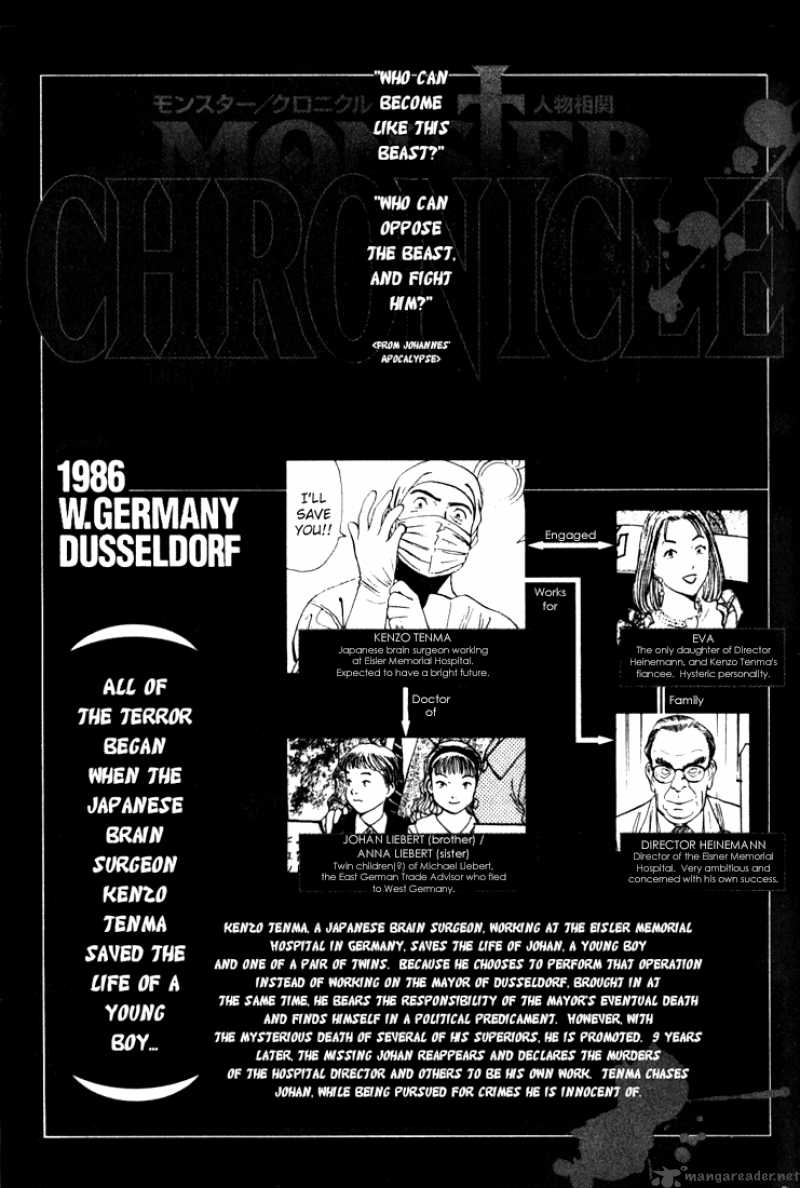 "WHO CAN
BECOME
LIKE THIS
BEAST?"
モンスター/クロニクル
人物相関
MONSTER
CHRONICLE
"WHO CAN
OPPOSE
THE BEAST,
AND FIGHT
HIM?"
<FROM JOHANNES'
APOCALYPSE>
1986
W.GERMANY
DUSSELDORF
I'LL
SAVE
YOU!!
Engaged
Works
for
KENZO TENMA
Japanese brain surgeon working
at Eisler Memorial Hospital.
Expected to have a bright future.
EVA
The only daughter of Director
Heinemann, and Kenzo Tenma's
fiancee. Hysteric personality.
Doctor
of
Family
JOHAN LIEBERT (brother) /
ANNA LIEBERT (sister)
Twin children(?) of Michael Liebert,
the East German Trade Advisor who fled
to West Germany.
DIRECTOR HEINEMANN
Director of the Eisner Memorial
Hospital. Very ambitious and
concerned with his own success.
ALL OF
THE TERROR
BEGAN
WHEN THE
JAPANESE
BRAIN
SURGEON
KENZO
TENMA
SAVED THE
LIFE OF A
YOUNG
BOY...
KENZO TENMA, A JAPANESE BRAIN SURGEON, WORKING AT THE EISLER MEMORIAL
HOSPITAL IN GERMANY, SAVES THE LIFE OF JOHAN, A YOUNG BOY
AND ONE OF A PAIR OF TWINS. BECAUSE HE CHOOSES TO PERFORM THAT OPERATION
INSTEAD OF WORKING ON THE MAYOR OF DUSSELDORF, BROUGHT IN AT
THE SAME TIME, HE BEARS THE RESPONSIBILITY OF THE MAYOR'S EVENTUAL DEATH
AND FINDS HIMSELF IN A POLITICAL PREDICAMENT. HOWEVER, WITH
THE MYSTERIOUS DEATH OF SEVERAL OF HIS SUPERIORS, HE IS PROMOTED. 9 YEARS
LATER, THE MISSING JOHAN REAPPEARS AND DECLARES THE MURDERS
OF THE HOSPITAL DIRECTOR AND OTHERS TO BE HIS OWN WORK. TENMA CHASES
JOHAN, WHILE BEING PURSUED FOR CRIMES HE IS INNOCENT OF.
mangareader.net